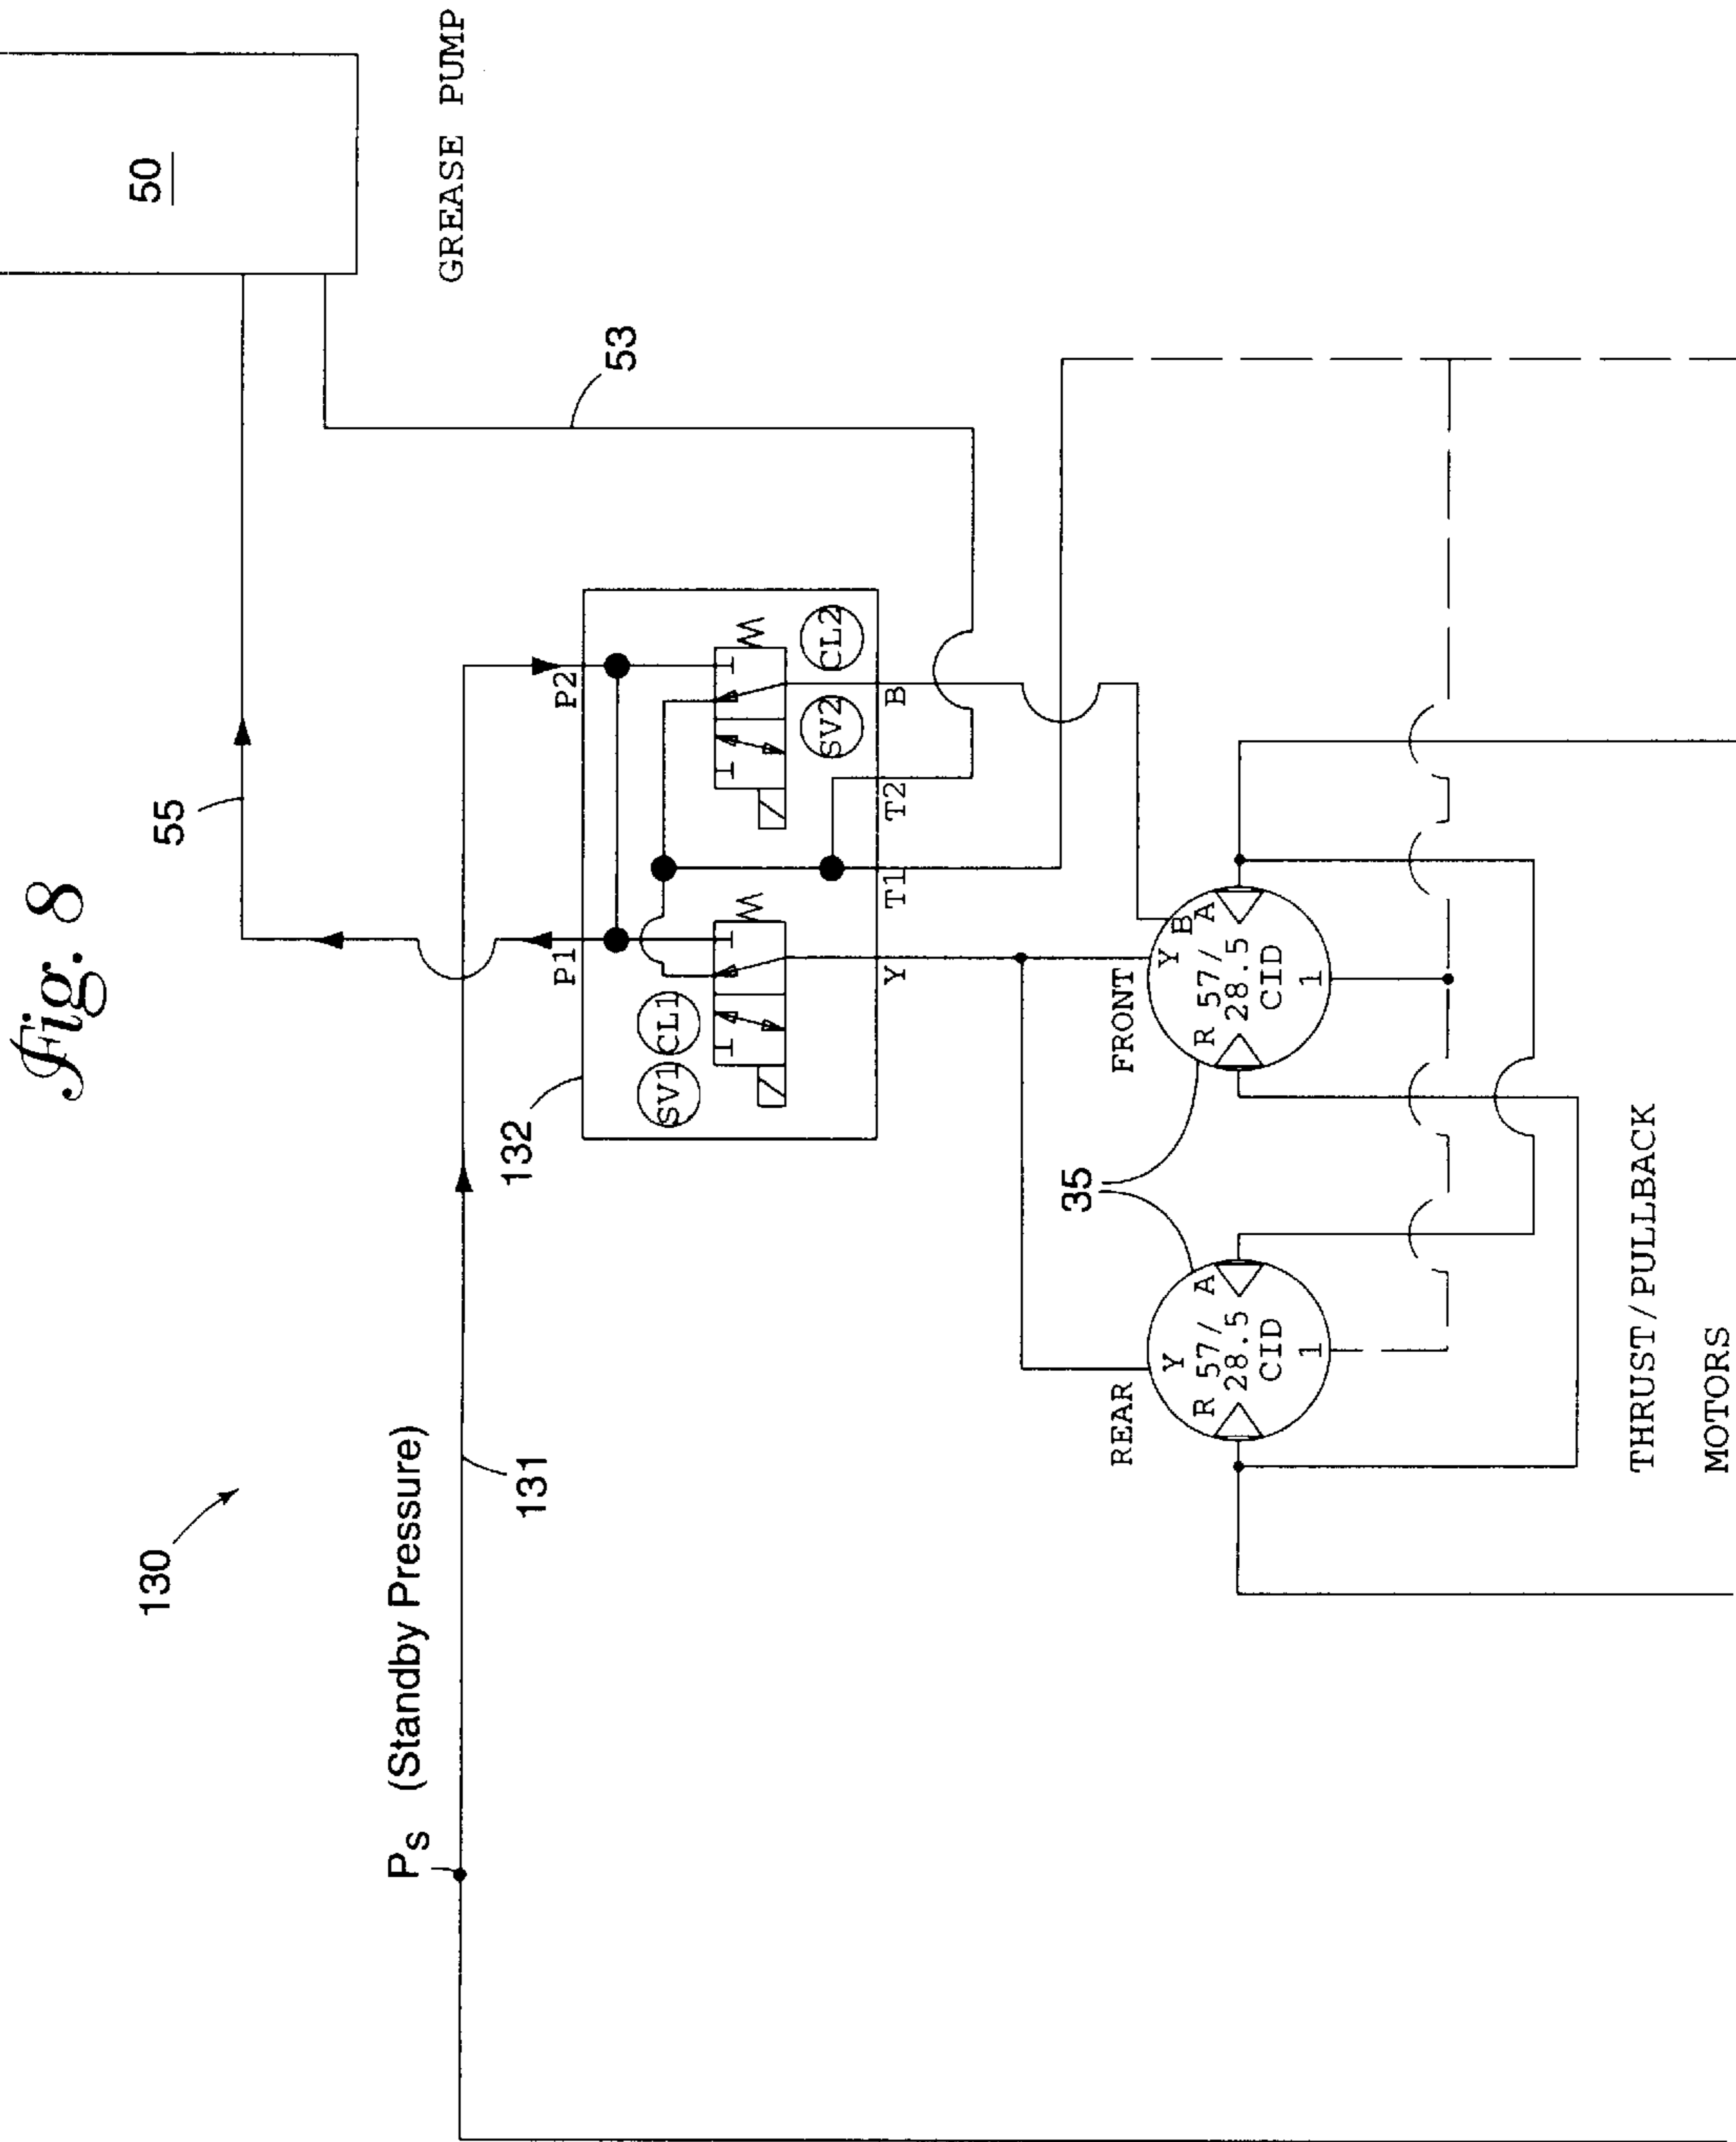 Fig. 8
130
55
50
GREASE PUMP
Ps (Standby Pressure)
131
53
132
P1
P2
SV1
CL1
SV2
CL2
Y
T1
T2
B
35
REAR
Y
R 57/ A
28.5
CID
1
FRONT
Y B
R 57/ A
28.5
CID
1
THRUST/PULLBACK
MOTORS